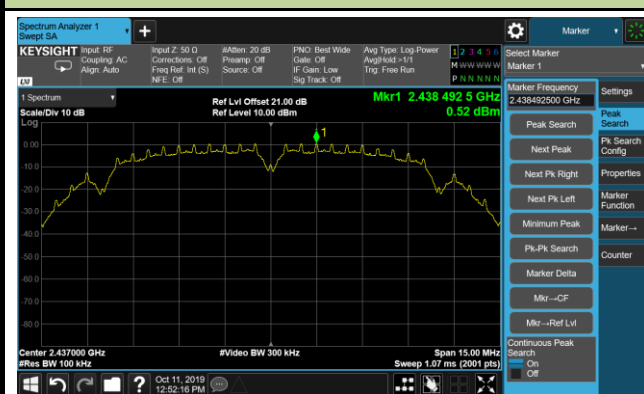 Spectrum Analyzer 1
Swept SA
+
Marker
KEYSIGHT
Input: RF
Coupling: AC
Align: Auto
Input Z: 50 Ω
Corrections: Off
Freq Ref: Int (S)
NFE: Off
#Atten: 20 dB
Preamp: Off
Source: Off
PNO: Best Wide
Gate: Off
IF Gain: Low
Sig Track: Off
Avg Type: Log-Power
Avg|Hold:>1/1
Trig: Free Run
1 2 3 4 5 6
M W W W W W
P N N N N N
LXI
Select Marker
Marker 1
1 Spectrum
Scale/Div 10 dB
Log
Ref Lvl Offset 21.00 dB
Ref Level 10.00 dBm
Mkr1 2.438 492 5 GHz
0.52 dBm
1
0.00
-10.0
-20.0
-30.0
-40.0
-50.0
-60.0
-70.0
-80.0
Center 2.437000 GHz
#Res BW 100 kHz
#Video BW 300 kHz
Span 15.00 MHz
Sweep 1.07 ms (2001 pts)
Marker Frequency
2.438492500 GHz
Peak Search
Next Peak
Next Pk Right
Next Pk Left
Minimum Peak
Pk-Pk Search
Marker Delta
Mkr→CF
Mkr→Ref Lvl
Continuous Peak
Search
On
Off
Settings
Peak
Search
Pk Search
Config
Properties
Marker
Function
Marker→
Counter
?
Oct 11, 2019
12:52:16 PM